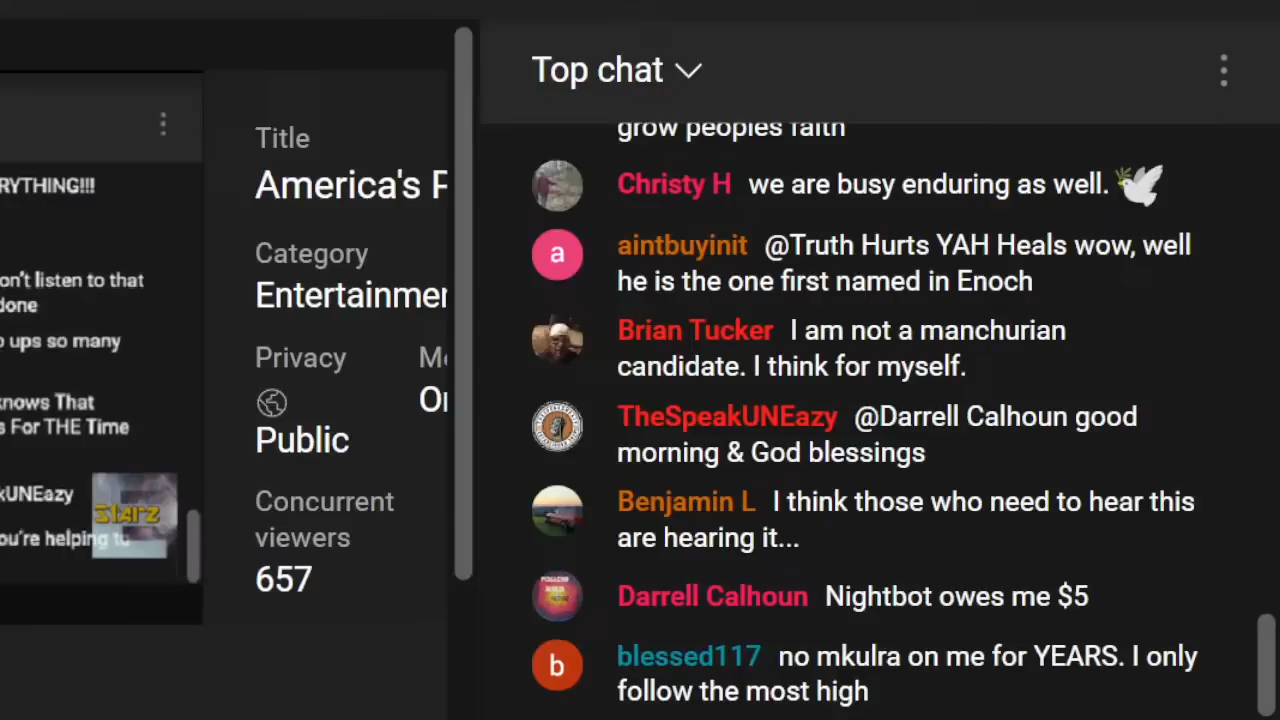 RYTHING!!!
on't listen to that
done
ups so many
nows That
s For THE Time
kUNEazy
STARZ
ou're helping to
Title
America's
Category
Entertainmen
Privacy
Public
Concurrent
viewers
657
Top chat
grow peoples faith
Christy H we are busy enduring as well. 🕊
a
aintbuyinit @Truth Hurts YAH Heals wow, well
he is the one first named in Enoch
Brian Tucker I am not a manchurian
candidate. I think for myself.
TheSpeakUNEazy @Darrell Calhoun good
morning & God blessings
Benjamin L I think those who need to hear this
are hearing it...
Darrell Calhoun Nightbot owes me $5
b
blessed117 no mkulra on me for YEARS. I only
follow the most high